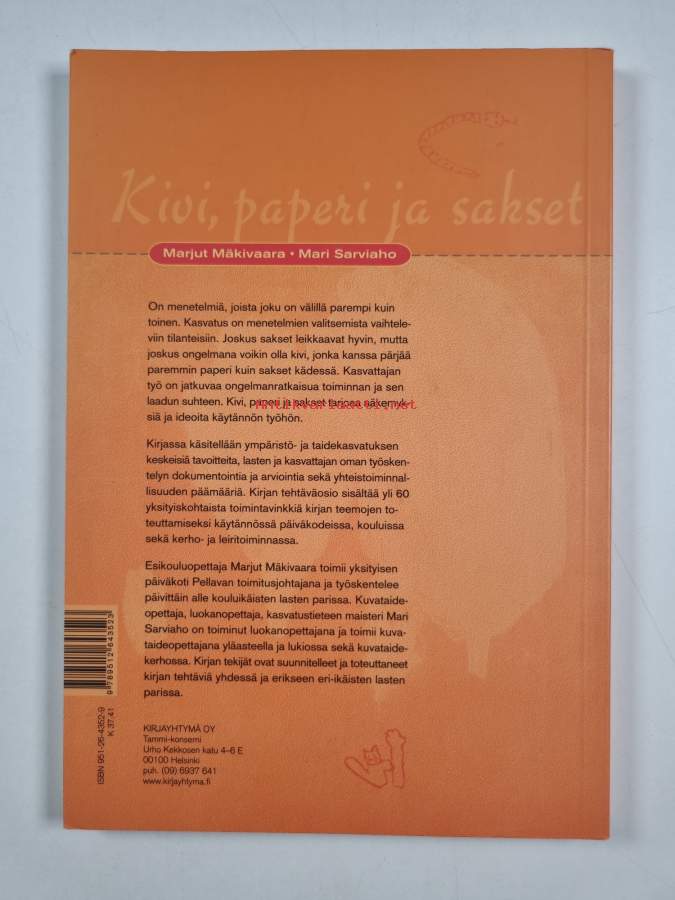 Kivi, paperi ja sakset
Marjut Mäkivaara • Mari Sarviaho
On menetelmiä, joista joku on välillä parempi kuin
toinen. Kasvatus on menetelmien valitsemista vaihtele-
viin tilanteisiin. Joskus sakset leikkaavat hyvin, mutta
joskus ongelmana voikin olla kivi, jonka kanssa pärjää
paremmin paperi kuin sakset kädessä. Kasvattajan
työ on jatkuvaa ongelmanratkaisua toiminnan ja sen
laadun suhteen. Kivi, paperi ja sakset tarjoaa näkemyk-
Antikvariaatti.net
siä ja ideoita käytännön työhön.
Kirjassa käsitellään ympäristö- ja taidekasvatuksen
keskeisiä tavoitteita, lasten ja kasvattajan oman työsken-
telyn dokumentointia ja arviointia sekä yhteistoiminnal-
lisuuden päämääriä. Kirjan tehtäväosio sisältää yli 60
yksityiskohtaista toimintavinkkiä kirjan teemojen to-
teuttamiseksi käytännössä päiväkodeissa, kouluissa
sekä kerho- ja leiritoiminnassa.
Esikouluopettaja Marjut Mäkivaara toimii yksityisen
päiväkoti Pellavan toimitusjohtajana ja työskentelee
päivittäin alle kouluikäisten lasten parissa. Kuvataide-
opettaja, luokanopettaja, kasvatustieteen maisteri Mari
Sarviaho on toiminut luokanopettajana ja toimii kuva-
taideopettajana yläasteella ja lukiossa sekä kuvataide-
kerhossa. Kirjan tekijät ovat suunnitelleet ja toteuttaneet
kirjan tehtäviä yhdessä ja erikseen eri-ikäisten lasten
parissa.
KIRJAYHTYMÄ OY
Tammi-konserni
Urho Kekkosen katu 4–6 E
00100 Helsinki
puh. (09) 6937 641
www.kirjayhtyma.fi
9 789512 643523
ISBN 951-26-4352-9
K 37.41